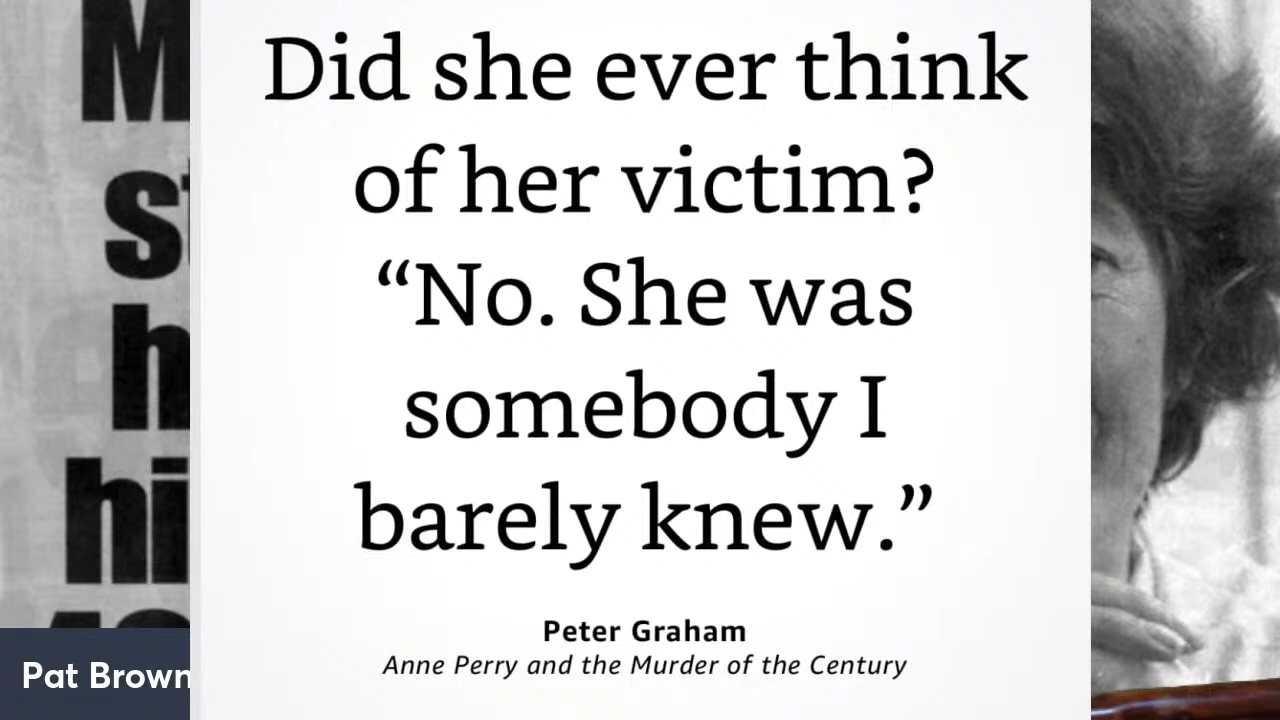 Did she ever think
of her victim?
“No. She was
somebody I
barely knew.”
Peter Graham
Anne Perry and the Murder of the Century
Pat Brown